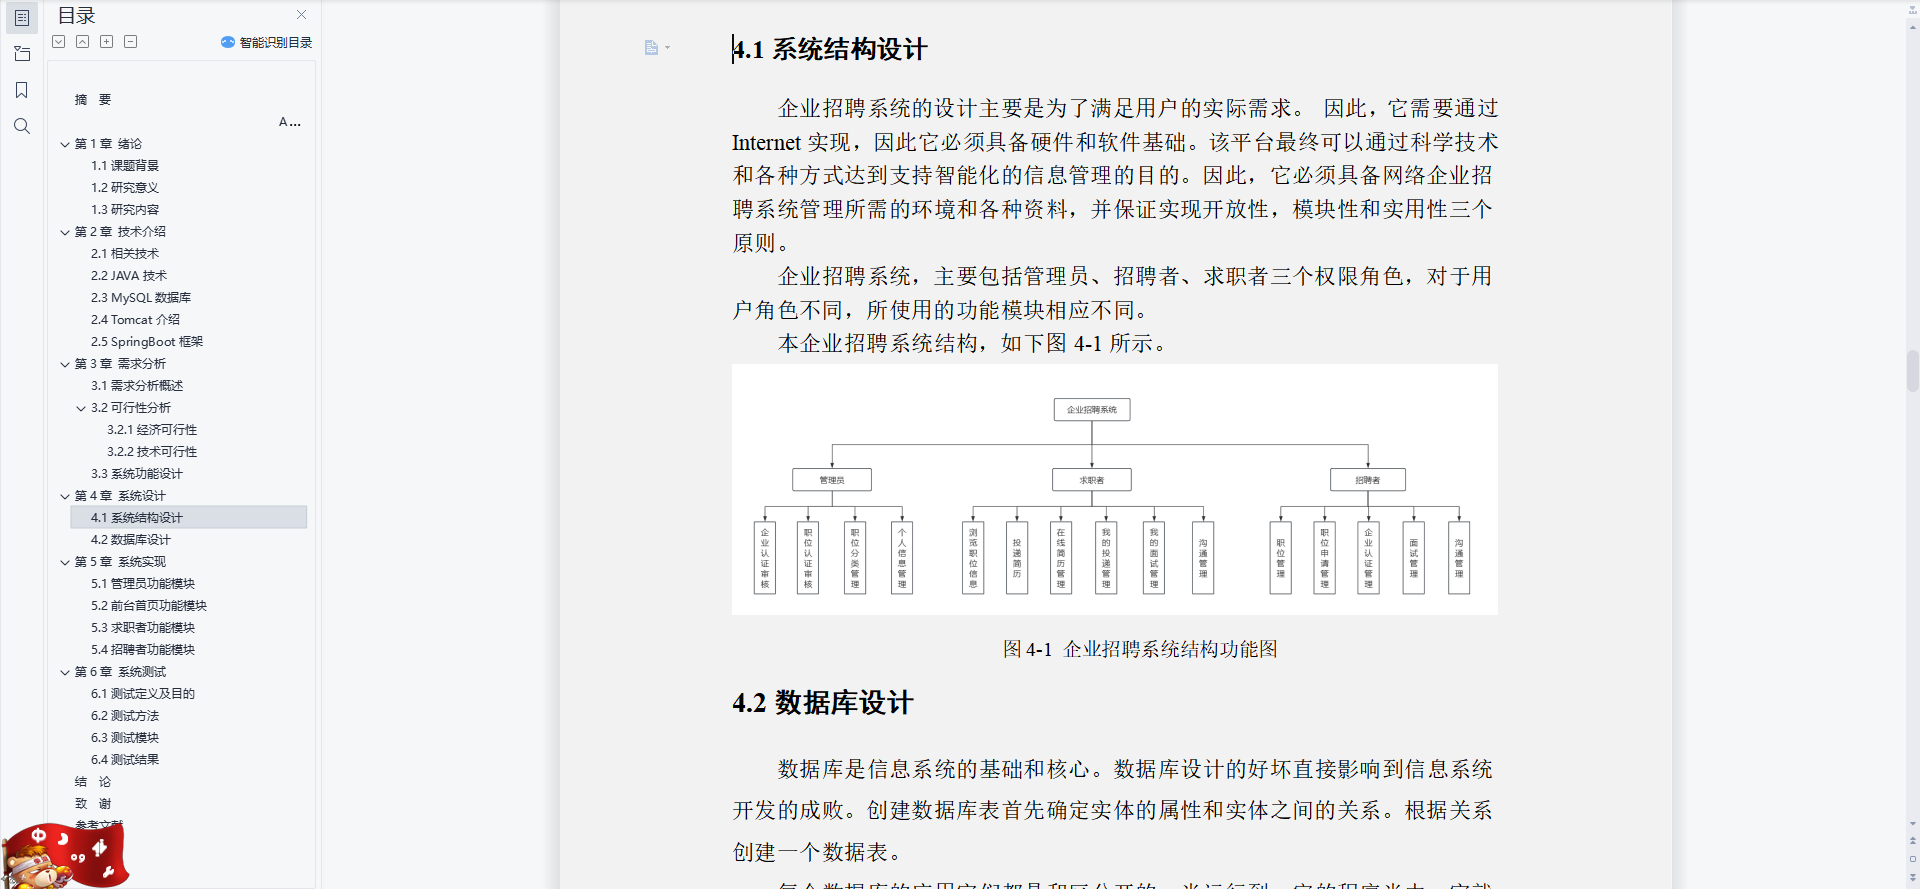 目录
智能识别目录
摘 要
A...
第 1 章 绪论
1.1 课题背景
1.2 研究意义
1.3 研究内容
第 2 章 技术介绍
2.1 相关技术
2.2 JAVA 技术
2.3 MySQL 数据库
2.4 Tomcat 介绍
2.5 SpringBoot 框架
第 3 章 需求分析
3.1 需求分析概述
3.2 可行性分析
3.2.1 经济可行性
3.2.2 技术可行性
3.3 系统功能设计
第 4 章 系统设计
4.1 系统结构设计
4.2 数据库设计
第 5 章 系统实现
5.1 管理员功能模块
5.2 前台首页功能模块
5.3 求职者功能模块
5.4 招聘者功能模块
第 6 章 系统测试
6.1 测试定义及目的
6.2 测试方法
6.3 测试模块
6.4 测试结果
结 论
致 谢
参考文献
中
4.1 系统结构设计
企业招聘系统的设计主要是为了满足用户的实际需求。 因此，它需要通过
Internet 实现，因此它必须具备硬件和软件基础。该平台最终可以通过科学技术
和各种方式达到支持智能化的信息管理的目的。因此，它必须具备网络企业招
聘系统管理所需的环境和各种资料，并保证实现开放性，模块性和实用性三个
原则。
企业招聘系统，主要包括管理员、招聘者、求职者三个权限角色，对于用
户角色不同，所使用的功能模块相应不同。
本企业招聘系统结构，如下图 4-1 所示。
企业招聘系统
管理员
求职者
招聘者
企业认证审核
职位认证审核
职位分类管理
个人信息管理
浏览职位信息
投递简历
在线简历管理
我的投递管理
我的面试管理
沟通管理
职位管理
职位申请管理
企业认证管理
面试管理
沟通管理
图 4-1 企业招聘系统结构功能图
4.2 数据库设计
数据库是信息系统的基础和核心。数据库设计的好坏直接影响到信息系统
开发的成败。创建数据库表首先确定实体的属性和实体之间的关系。根据关系
创建一个数据表。